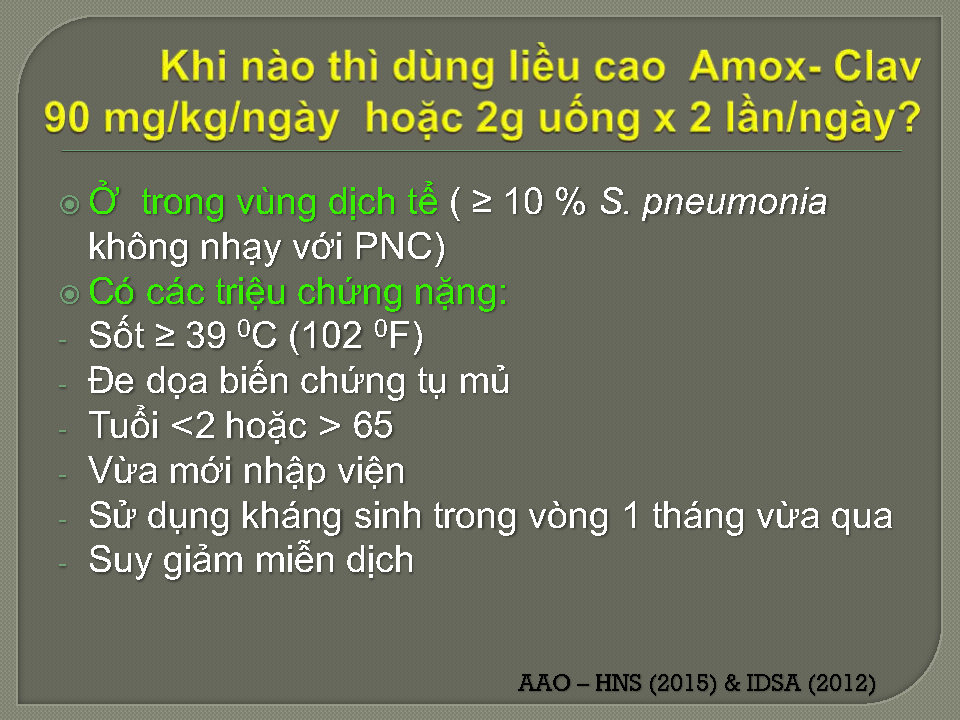 Khi nào thì dùng liều cao Amox- Clav
90 mg/kg/ngày hoặc 2g uống x 2 lần/ngày?
Ở trong vùng dịch tể ( ≥ 10 % S. pneumonia
không nhạy với PNC)
Có các triệu chứng nặng:
- Sốt ≥ 39 ⁰C (102 ⁰F)
- Đe dọa biến chứng tụ mủ
- Tuổi <2 hoặc > 65
- Vừa mới nhập viện
- Sử dụng kháng sinh trong vòng 1 tháng vừa qua
- Suy giảm miễn dịch
AAO – HNS (2015) & IDSA (2012)